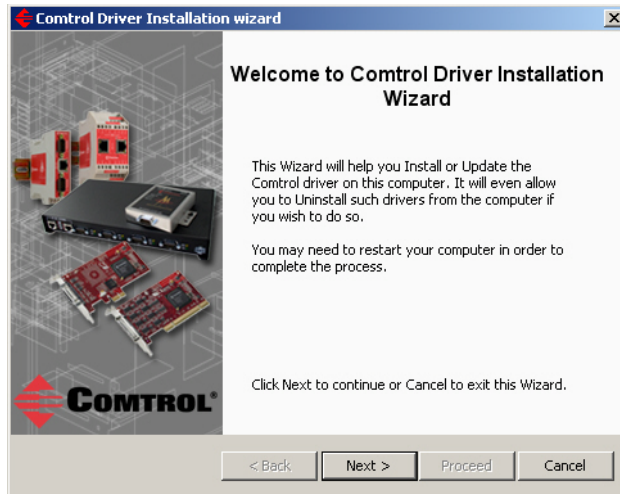 Comtrol Driver Installation wizard
Welcome to Comtrol Driver Installation
Wizard
This Wizard will help you Install or Update the
Comtrol driver on this computer. It will even allow
you to Uninstall such drivers from the computer if
you wish to do so.
You may need to restart your computer in order to
complete the process.
Click Next to continue or Cancel to exit this Wizard.
COMTROL®
< Back
Next >
Proceed
Cancel